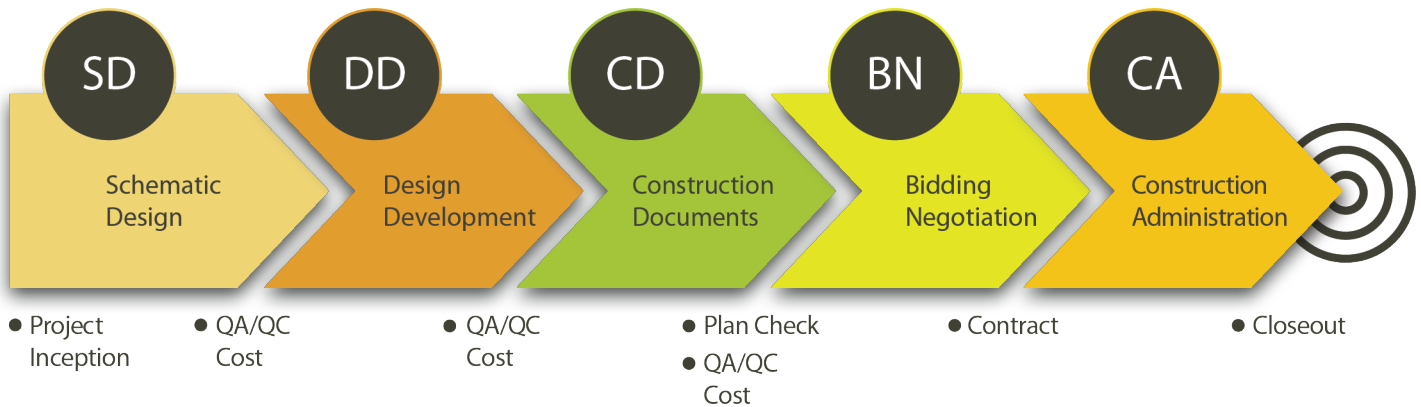 SD
DD
CD
BN
CA
Schematic
Design
Design
Development
Construction
Documents
Bidding
Negotiation
Construction
Administration
Project
Inception
QA/QC
Cost
QA/QC
Cost
Plan Check
QA/QC
Cost
Contract
Closeout